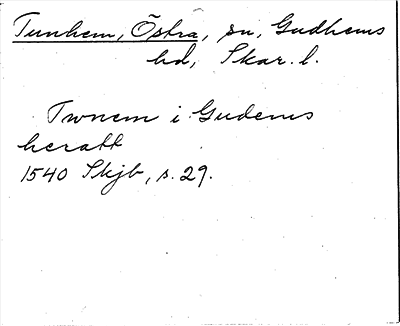 Tunhem, Östra, sn, Gudhems
hd, Skar. l.
Twnem i Gudems
heratt
1540 Skjb, s. 29.